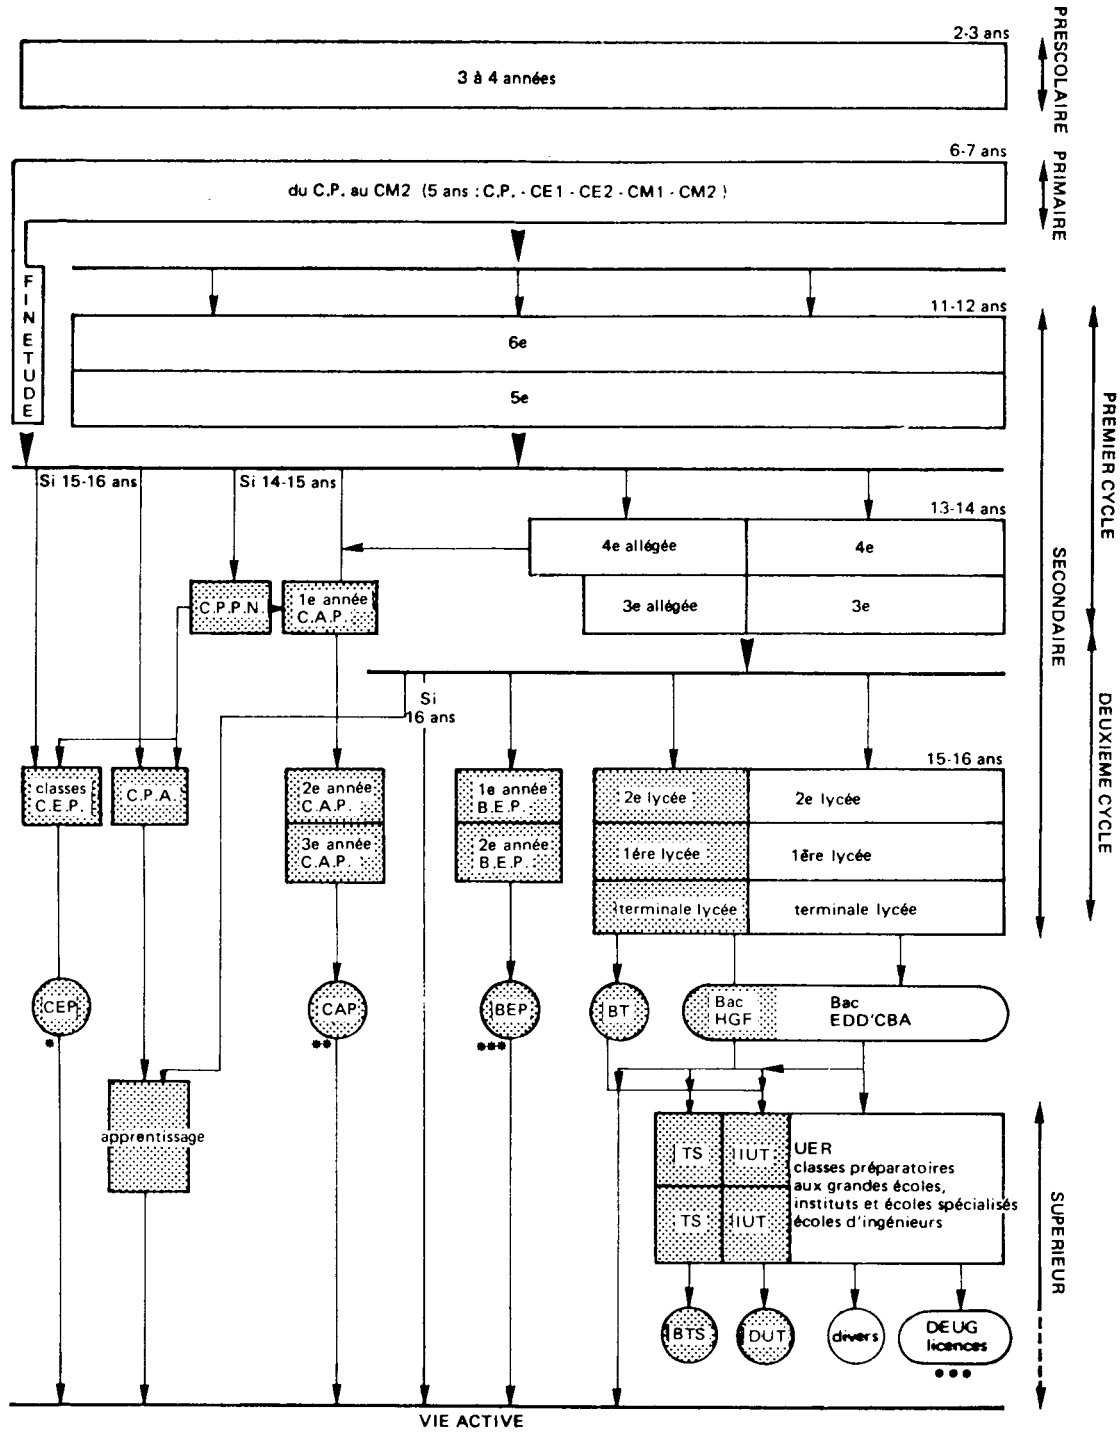 PRESCOLAIRE
2-3 ans
3 à 4 années
PRIMAIRE
6-7 ans
du C.P. au CM2 (5 ans : C.P. - CE1 - CE2 - CM1 - CM2 )
FIN ETUDE
11-12 ans
6e
5e
SECONDAIRE
PREMIER CYCLE
Si 15-16 ans
Si 14-15 ans
13-14 ans
4e allégée
4e
3e allégée
3e
C.P.P.N.
1e année
C.A.P.
DEUXIEME CYCLE
Si
16 ans
15-16 ans
classes
C.E.P.
C.P.A.
2e année
C.A.P.
3e année
C.A.P.
1e année
B.E.P.
2e année
B.E.P.
2e lycée
2e lycée
1ére lycée
1ère lycée
terminale lycée
terminale lycée
CEP
*
CAP
**
BEP
***
BT
Bac
HGF
Bac
EDD'CBA
apprentissage
SUPERIEUR
TS
IUT
TS
IUT
UER
classes préparatoires
aux grandes écoles,
instituts et écoles spécialisés
écoles d'ingénieurs
BTS
DUT
divers
DEUG
licences
***
VIE ACTIVE